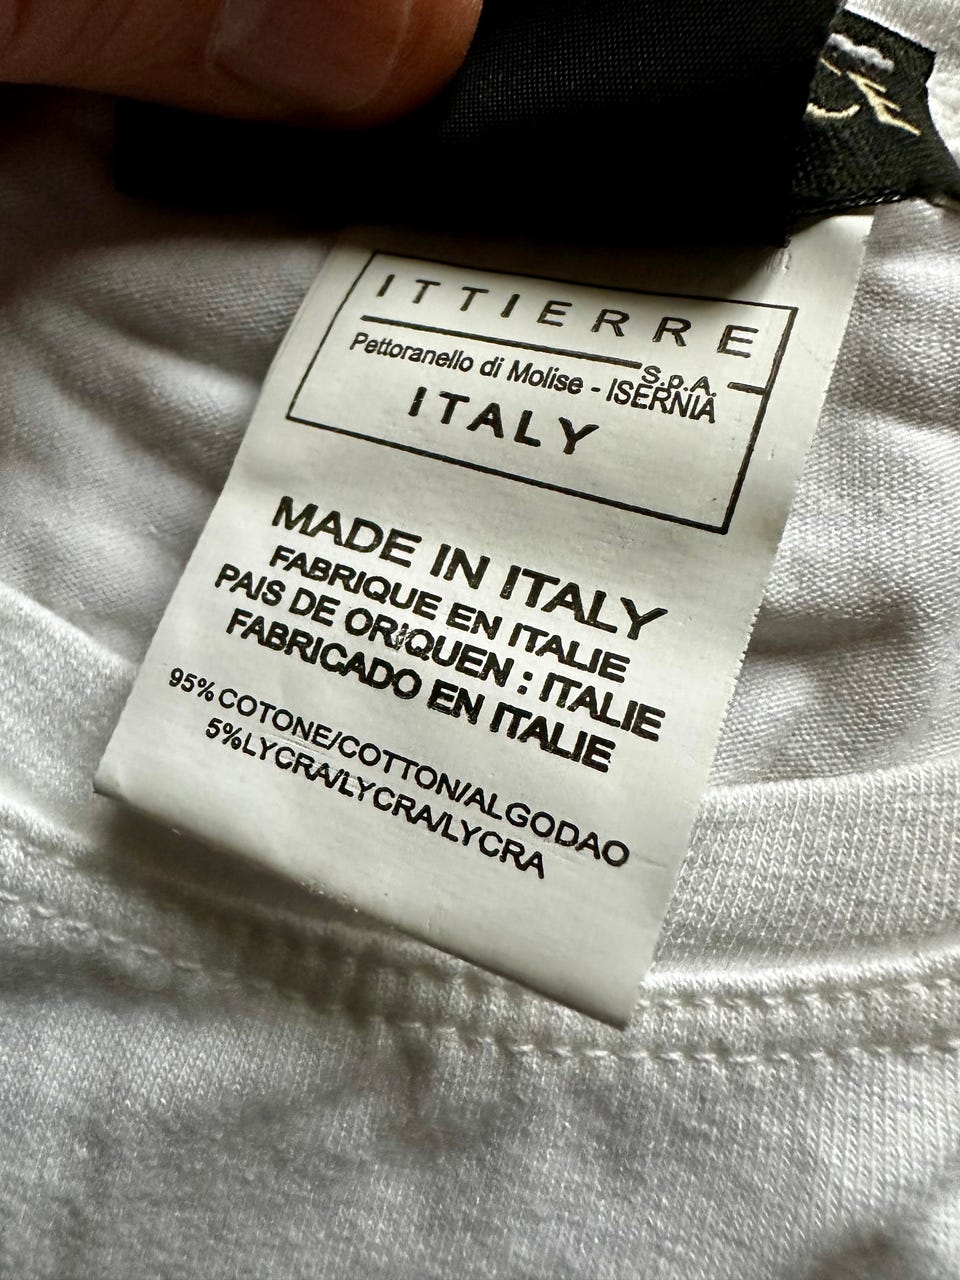 ITTIERRE
S.p.A.
Pettoranello di Molise - ISERNIA
ITALY
MADE IN ITALY
FABRIQUE EN ITALIE
PAIS DE ORIQUEN : ITALIE
FABRICADO EN ITALIE
95% COTONE/COTTON/ALGODAO
5%LYCRA/LYCRA/LYCRA